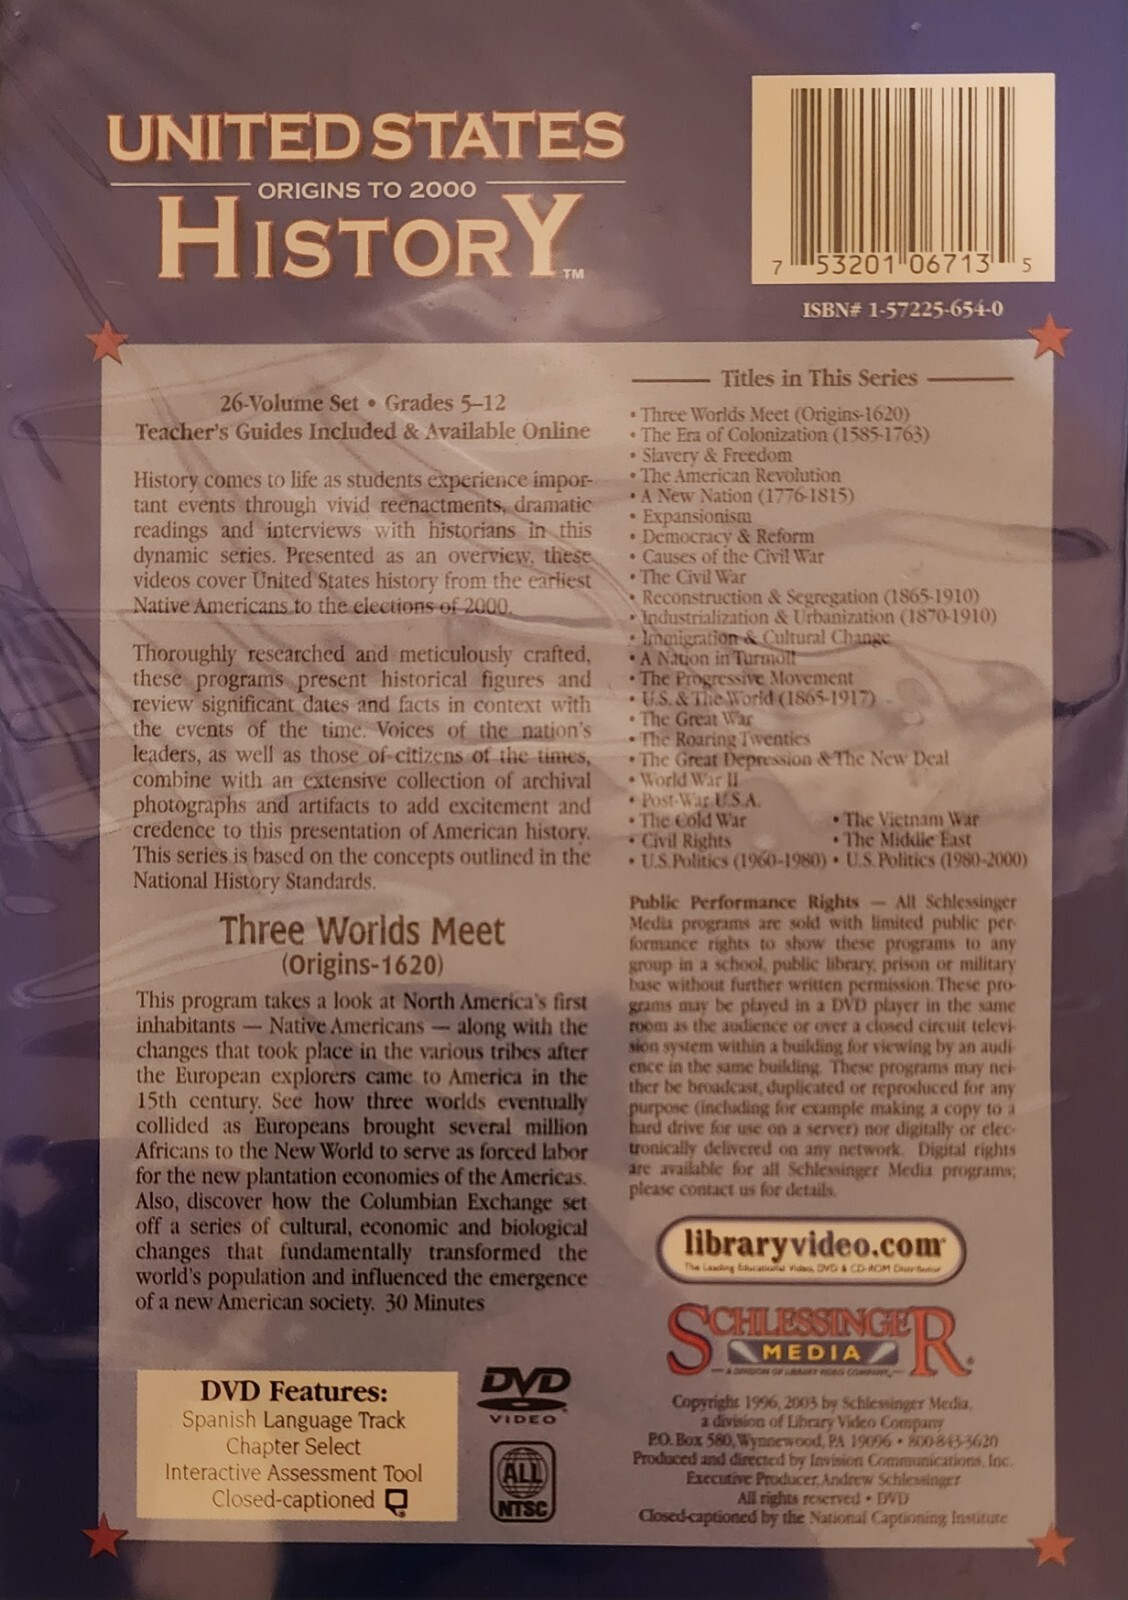 UNITED STATES
ORIGINS TO 2000
HISTORY™
7 53201 06713 5
ISBN# 1-57225-654-0
26-Volume Set • Grades 5–12
Teacher's Guides Included & Available Online
History comes to life as students experience impor-
tant events through vivid reenactments, dramatic
readings and interviews with historians in this
dynamic series. Presented as an overview, these
videos cover United States history from the earliest
Native Americans to the elections of 2000.
Thoroughly researched and meticulously crafted,
these programs present historical figures and
review significant dates and facts in context with
the events of the time. Voices of the nation's
leaders, as well as those of citizens of the times,
combine with an extensive collection of archival
photographs and artifacts to add excitement and
credence to this presentation of American history.
This series is based on the concepts outlined in the
National History Standards.
Three Worlds Meet
(Origins-1620)
This program takes a look at North America's first
inhabitants — Native Americans — along with the
changes that took place in the various tribes after
the European explorers came to America in the
15th century. See how three worlds eventually
collided as Europeans brought several million
Africans to the New World to serve as forced labor
for the new plantation economies of the Americas.
Also, discover how the Columbian Exchange set
off a series of cultural, economic and biological
changes that fundamentally transformed the
world's population and influenced the emergence
of a new American society. 30 Minutes
DVD Features:
Spanish Language Track
Chapter Select
Interactive Assessment Tool
Closed-captioned
DVD
VIDEO
ALL
NTSC
Titles in This Series
• Three Worlds Meet (Origins-1620)
• The Era of Colonization (1585-1763)
• Slavery & Freedom
• The American Revolution
• A New Nation (1776-1815)
• Expansionism
• Democracy & Reform
• Causes of the Civil War
• The Civil War
• Reconstruction & Segregation (1865-1910)
• Industrialization & Urbanization (1870-1910)
• Immigration & Cultural Change
• A Nation in Turmoil
• The Progressive Movement
• U.S. & The World (1865-1917)
• The Great War
• The Roaring Twenties
• The Great Depression & The New Deal
• World War II
• Post-War U.S.A.
• The Cold War • The Vietnam War
• Civil Rights • The Middle East
• U.S. Politics (1960-1980) • U.S. Politics (1980-2000)
Public Performance Rights — All Schlessinger
Media programs are sold with limited public per-
formance rights to show these programs to any
group in a school, public library, prison or military
base without further written permission. These pro-
grams may be played in a DVD player in the same
room as the audience or over a closed circuit televi-
sion system within a building for viewing by an audi-
ence in the same building. These programs may nei-
ther be broadcast, duplicated or reproduced for any
purpose (including for example making a copy to a
hard drive for use on a server) nor digitally or elec-
tronically delivered on any network. Digital rights
are available for all Schlessinger Media programs;
please contact us for details.
libraryvideo.com
The Leading Educational Video, DVD & CD-ROM Distributor
SCHLESSINGER
MEDIA
A DIVISION OF LIBRARY VIDEO COMPANY
Copyright 1996, 2003 by Schlessinger Media,
a division of Library Video Company
P.O. Box 580, Wynnewood, PA 19096 • 800-843-3620
Produced and directed by Invision Communications, Inc.
Executive Producer, Andrew Schlessinger
All rights reserved • DVD
Closed-captioned by the National Captioning Institute